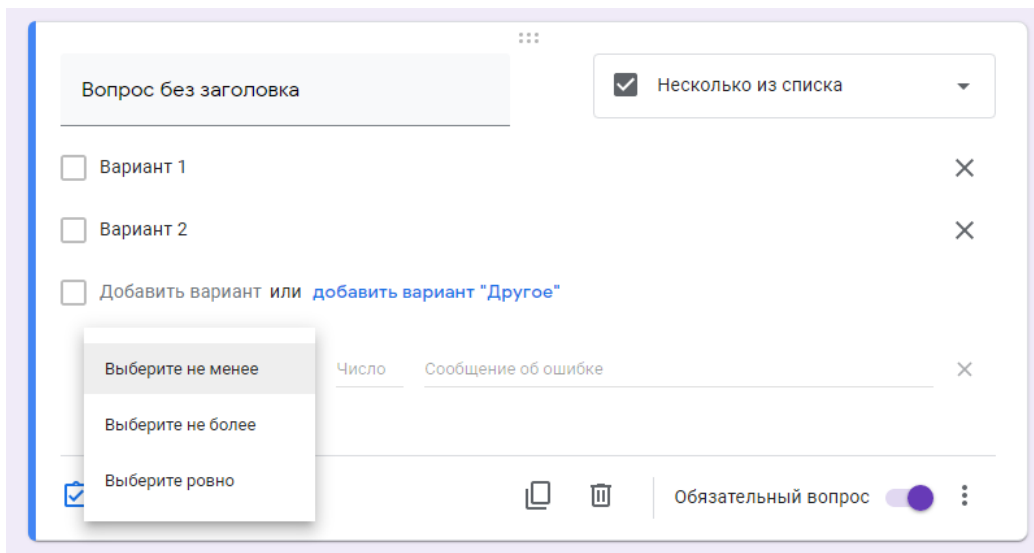 Вопрос без заголовка
Несколько из списка
Вариант 1
Вариант 2
Добавить вариант или добавить вариант "Другое"
Выберите не менее
Число
Сообщение об ошибке
Выберите не более
Выберите ровно
Обязательный вопрос